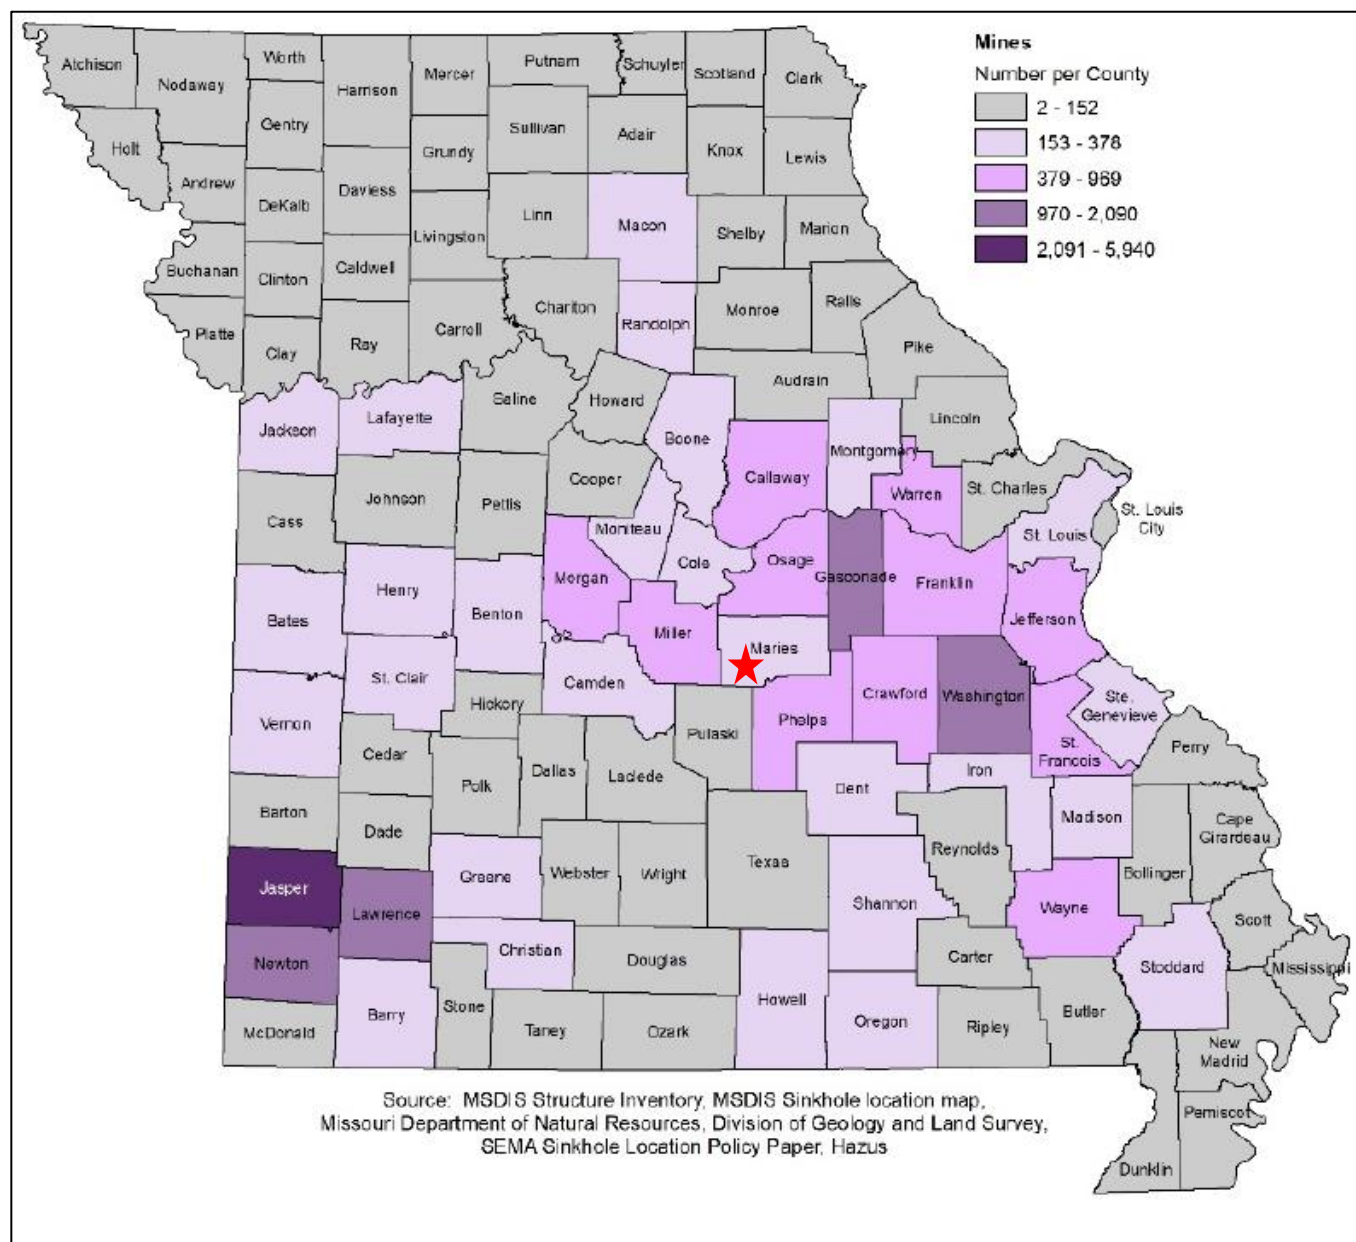 Mines
Number per County
2 - 152
153 - 378
379 - 969
970 - 2,090
2,091 - 5,940
Atchison
Nodaway
Worth
Harrison
Mercer
Putnam
Schuyler
Scotland
Clark
Holt
Gentry
Sullivan
Adair
Knox
Lewis
Andrew
DeKalb
Daviess
Grundy
Linn
Macon
Shelby
Marion
Livingston
Buchanan
Clinton
Caldwell
Chariton
Randolph
Monroe
Ralls
Platte
Clay
Ray
Carroll
Pike
Audrain
Saline
Howard
Lincoln
Jackson
Lafayette
Boone
Montgomery
Callaway
Warren
St. Charles
St. Louis
City
St. Louis
Cass
Johnson
Pettis
Cooper
Moniteau
Cole
Osage
Gasconade
Franklin
Jefferson
Bates
Henry
Benton
Morgan
Miller
Maries
St. Clair
Camden
Crawford
Washington
Ste.
Genevieve
Vernon
Hickory
Pulaski
Phelps
St.
Francois
Perry
Cedar
Polk
Dallas
Laclede
Dent
Iron
Madison
Barton
Dade
Texas
Reynolds
Bollinger
Cape
Girardeau
Jasper
Greene
Webster
Wright
Shannon
Wayne
Scott
Lawrence
Newton
Christian
Douglas
Carter
Stoddard
Mississippi
McDonald
Barry
Stone
Taney
Ozark
Howell
Oregon
Ripley
Butler
New
Madrid
Pemiscot
Dunklin
Source: MSDIS Structure Inventory, MSDIS Sinkhole location map,
Missouri Department of Natural Resources, Division of Geology and Land Survey,
SEMA Sinkhole Location Policy Paper, Hazus